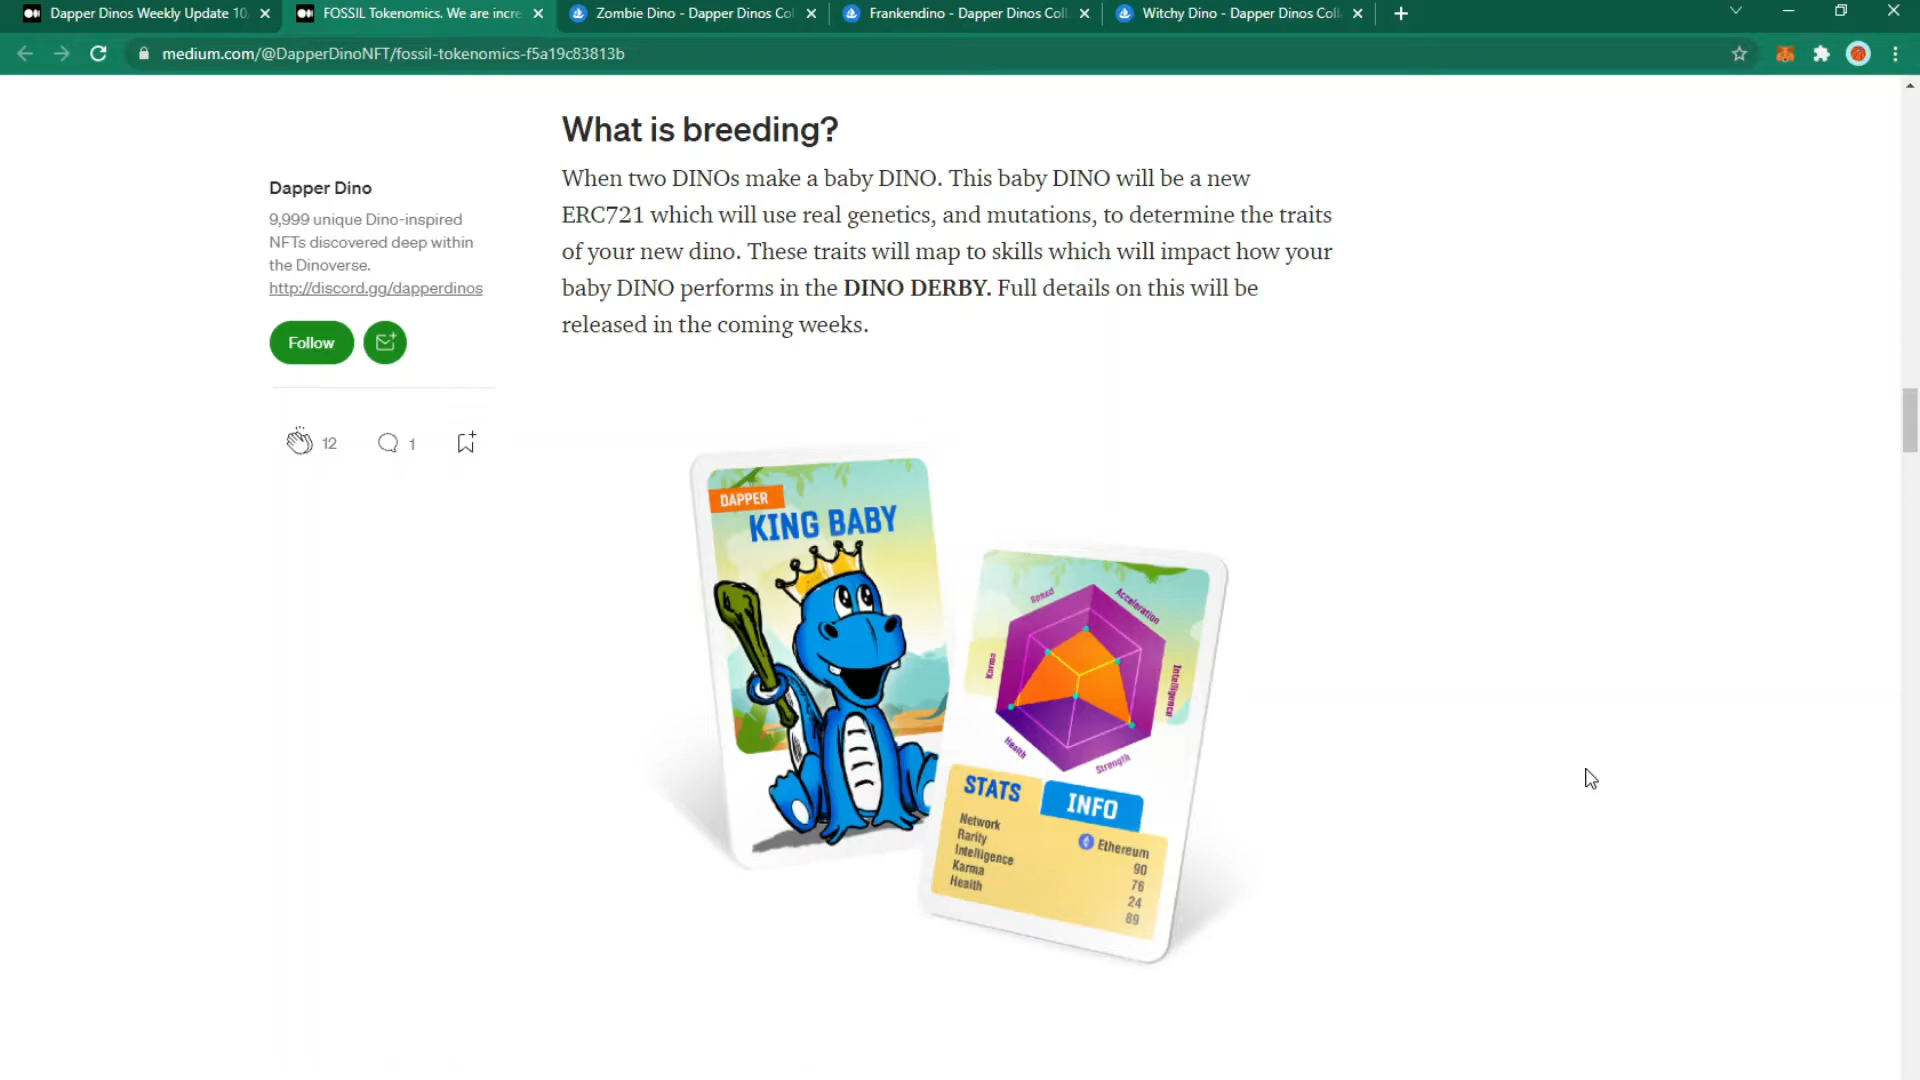 Dapper Dinos Weekly Update 10
FOSSIL Tokenomics. We are incre
Zombie Dino - Dapper Dinos Col
Frankendino - Dapper Dinos Coll
Witchy Dino - Dapper Dinos Coll
medium.com/@DapperDinoNFT/fossil-tokenomics-f5a19c83813b
What is breeding?
When two DINOs make a baby DINO. This baby DINO will be a new
ERC721 which will use real genetics, and mutations, to determine the traits
of your new dino. These traits will map to skills which will impact how your
baby DINO performs in the DINO DERBY. Full details on this will be
released in the coming weeks.
Dapper Dino
9,999 unique Dino-inspired
NFTs discovered deep within
the Dinoverse.
http://discord.gg/dapperdinos
Follow
12
1
DAPPER
KING BABY
Speed
Acceleration
Karma
Intelligence
Health
Strength
STATS
INFO
Network Ethereum
Rarity 90
Intelligence 76
Karma 24
Health 89